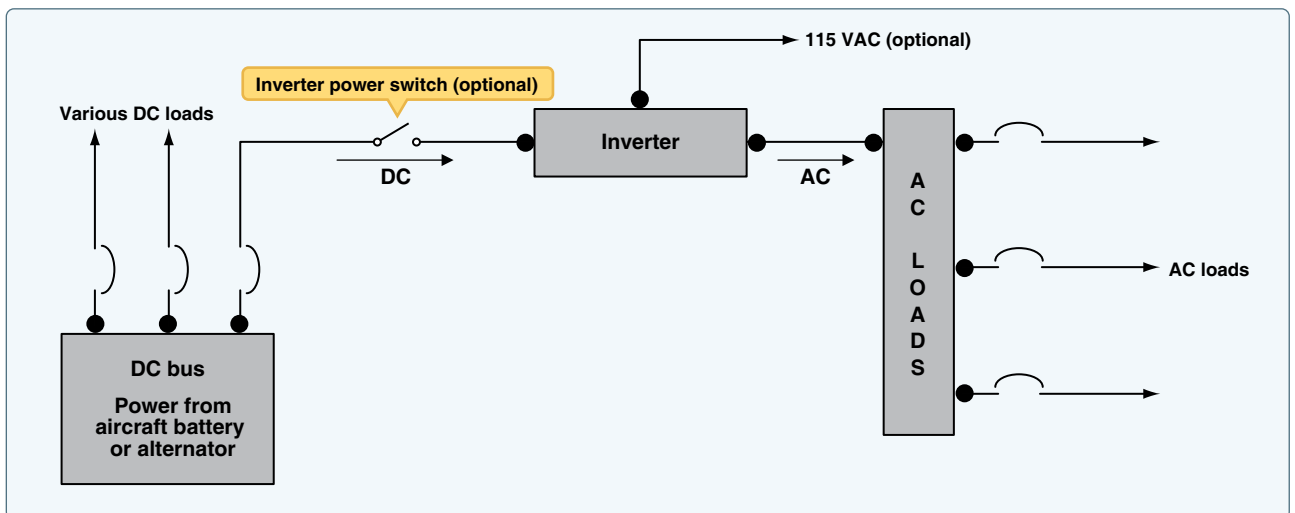 115 VAC (optional)
Inverter power switch (optional)
Various DC loads
Inverter
DC
AC
A
C
L
O
A
D
S
AC loads
DC bus
Power from
aircraft battery
or alternator